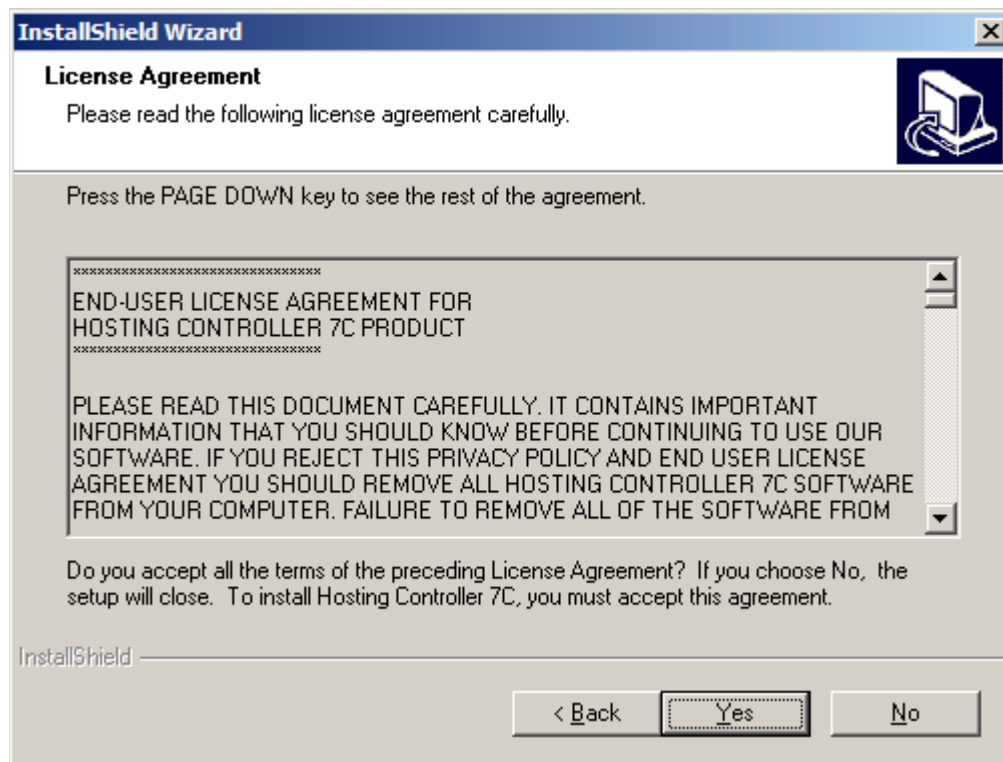 InstallShield Wizard
License Agreement
Please read the following license agreement carefully.
Press the PAGE DOWN key to see the rest of the agreement.
*******************************
END-USER LICENSE AGREEMENT FOR
HOSTING CONTROLLER 7C PRODUCT
*******************************
PLEASE READ THIS DOCUMENT CAREFULLY. IT CONTAINS IMPORTANT
INFORMATION THAT YOU SHOULD KNOW BEFORE CONTINUING TO USE OUR
SOFTWARE. IF YOU REJECT THIS PRIVACY POLICY AND END USER LICENSE
AGREEMENT YOU SHOULD REMOVE ALL HOSTING CONTROLLER 7C SOFTWARE
FROM YOUR COMPUTER. FAILURE TO REMOVE ALL OF THE SOFTWARE FROM
Do you accept all the terms of the preceding License Agreement?  If you choose No,  the
setup will close.  To install Hosting Controller 7C, you must accept this agreement.
InstallShield
< Back Yes No